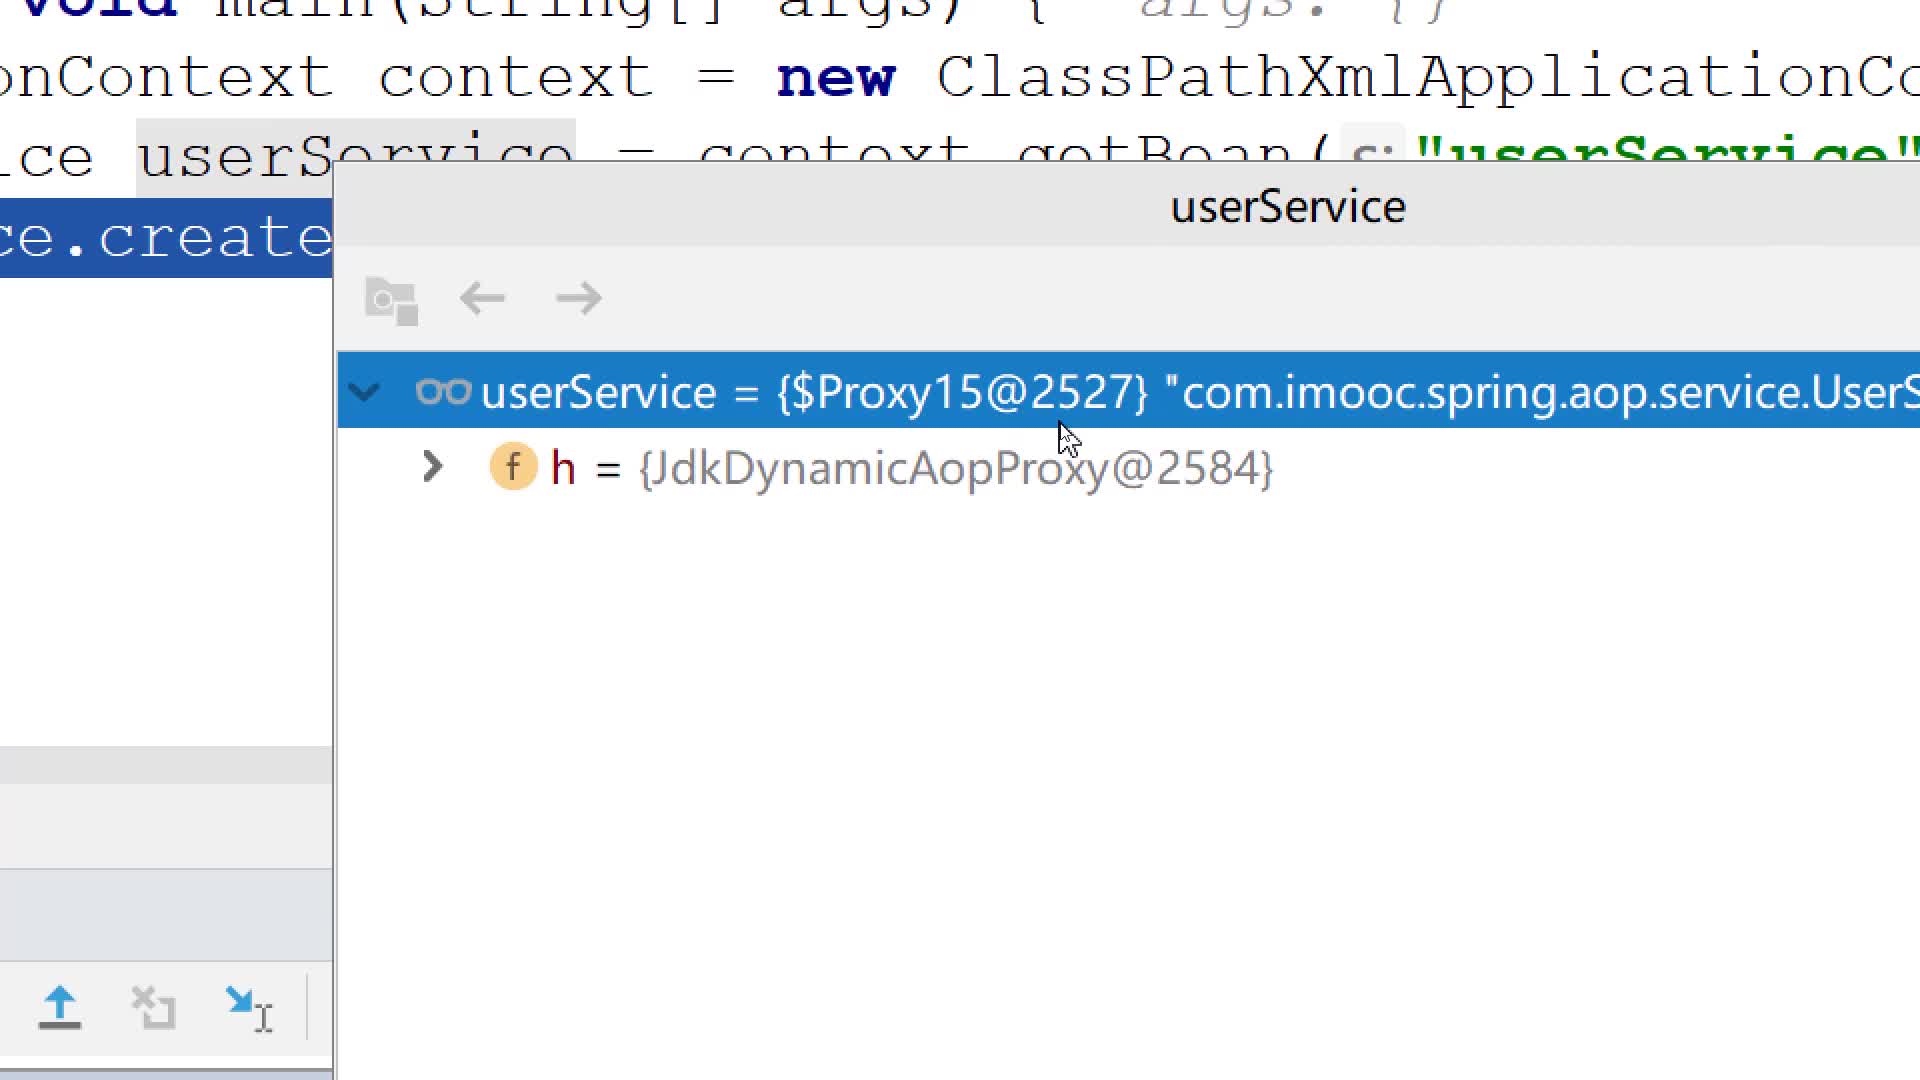 void main(String[] args) {  args: {}
onContext context = new ClassPathXmlApplicationCo
ice userService = context.getBean( s: "userService"
ce.create
userService
userService = {$Proxy15@2527} "com.imooc.spring.aop.service.UserS
f h = {JdkDynamicAopProxy@2584}